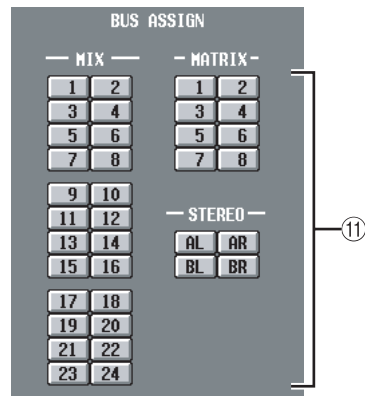 BUS ASSIGN
MIX
1 2
3 4
5 6
7 8
9 10
11 12
13 14
15 16
17 18
19 20
21 22
23 24
MATRIX
1 2
3 4
5 6
7 8
STEREO
AL AR
BL BR
⑪